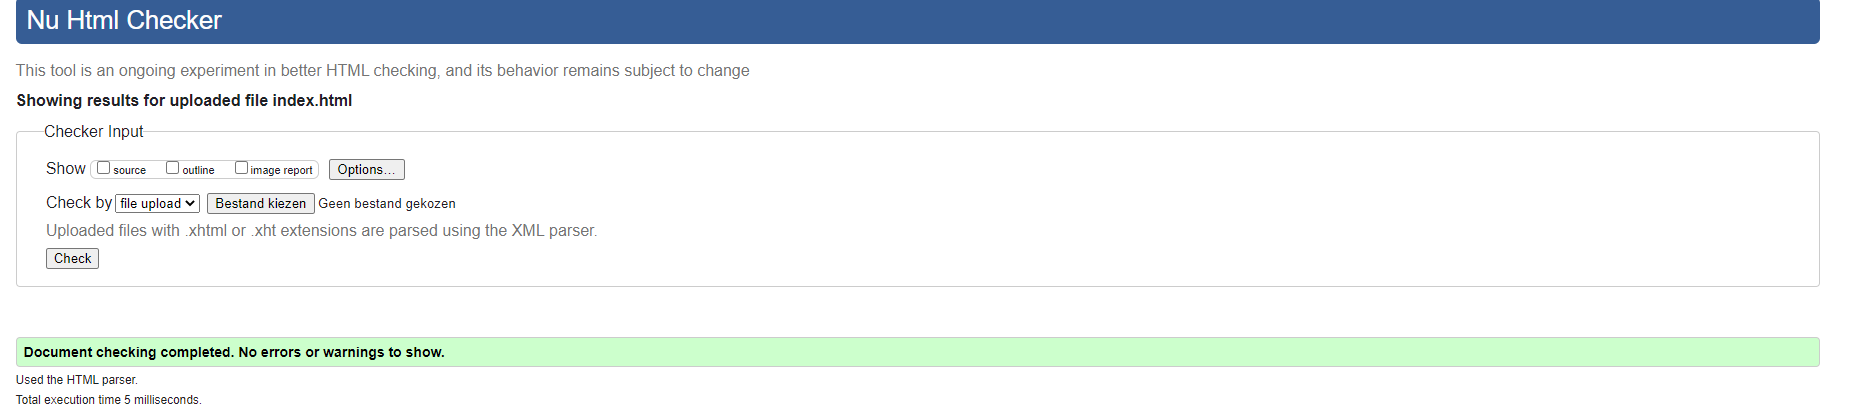 Nu Html Checker
This tool is an ongoing experiment in better HTML checking, and its behavior remains subject to change
Showing results for uploaded file index.html
Checker Input
Show source outline image report Options...
Check by file upload Bestand kiezen Geen bestand gekozen
Uploaded files with .xhtml or .xht extensions are parsed using the XML parser.
Check
Document checking completed. No errors or warnings to show.
Used the HTML parser.
Total execution time 5 milliseconds.